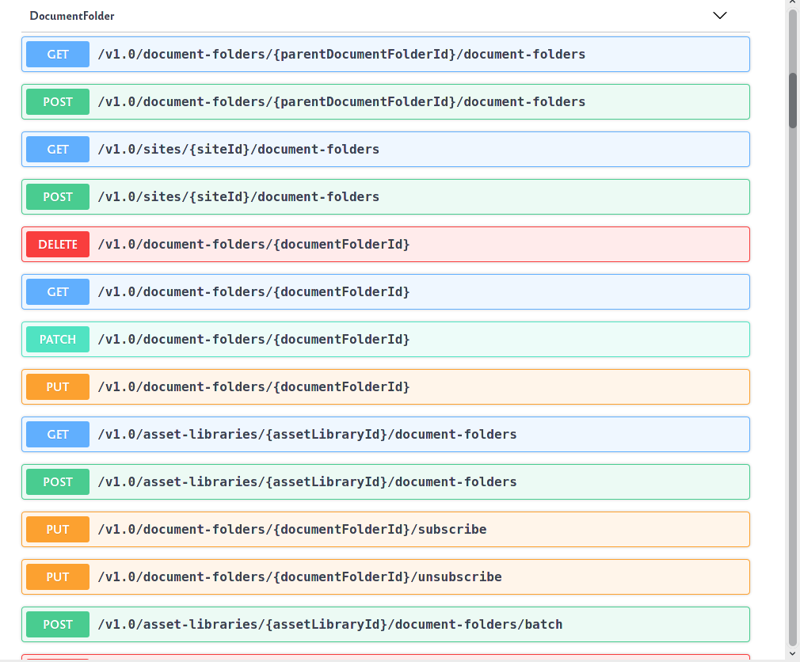 DocumentFolder
GET /v1.0/document-folders/{parentDocumentFolderId}/document-folders
POST /v1.0/document-folders/{parentDocumentFolderId}/document-folders
GET /v1.0/sites/{siteId}/document-folders
POST /v1.0/sites/{siteId}/document-folders
DELETE /v1.0/document-folders/{documentFolderId}
GET /v1.0/document-folders/{documentFolderId}
PATCH /v1.0/document-folders/{documentFolderId}
PUT /v1.0/document-folders/{documentFolderId}
GET /v1.0/asset-libraries/{assetLibraryId}/document-folders
POST /v1.0/asset-libraries/{assetLibraryId}/document-folders
PUT /v1.0/document-folders/{documentFolderId}/subscribe
PUT /v1.0/document-folders/{documentFolderId}/unsubscribe
POST /v1.0/asset-libraries/{assetLibraryId}/document-folders/batch